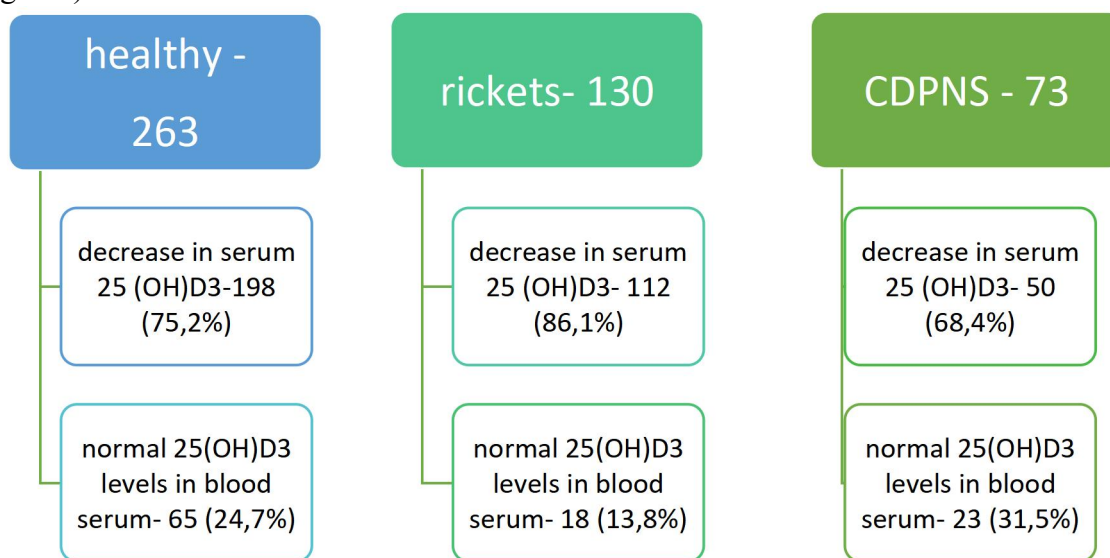 healthy -
263
decrease in serum
25 (OH)D3-198
(75,2%)
normal 25(OH)D3
levels in blood
serum- 65 (24,7%)
rickets- 130
decrease in serum
25 (OH)D3- 112
(86,1%)
normal 25(OH)D3
levels in blood
serum- 18 (13,8%)
CDPNS - 73
decrease in serum
25 (OH)D3- 50
(68,4%)
normal 25(OH)D3
levels in blood
serum- 23 (31,5%)